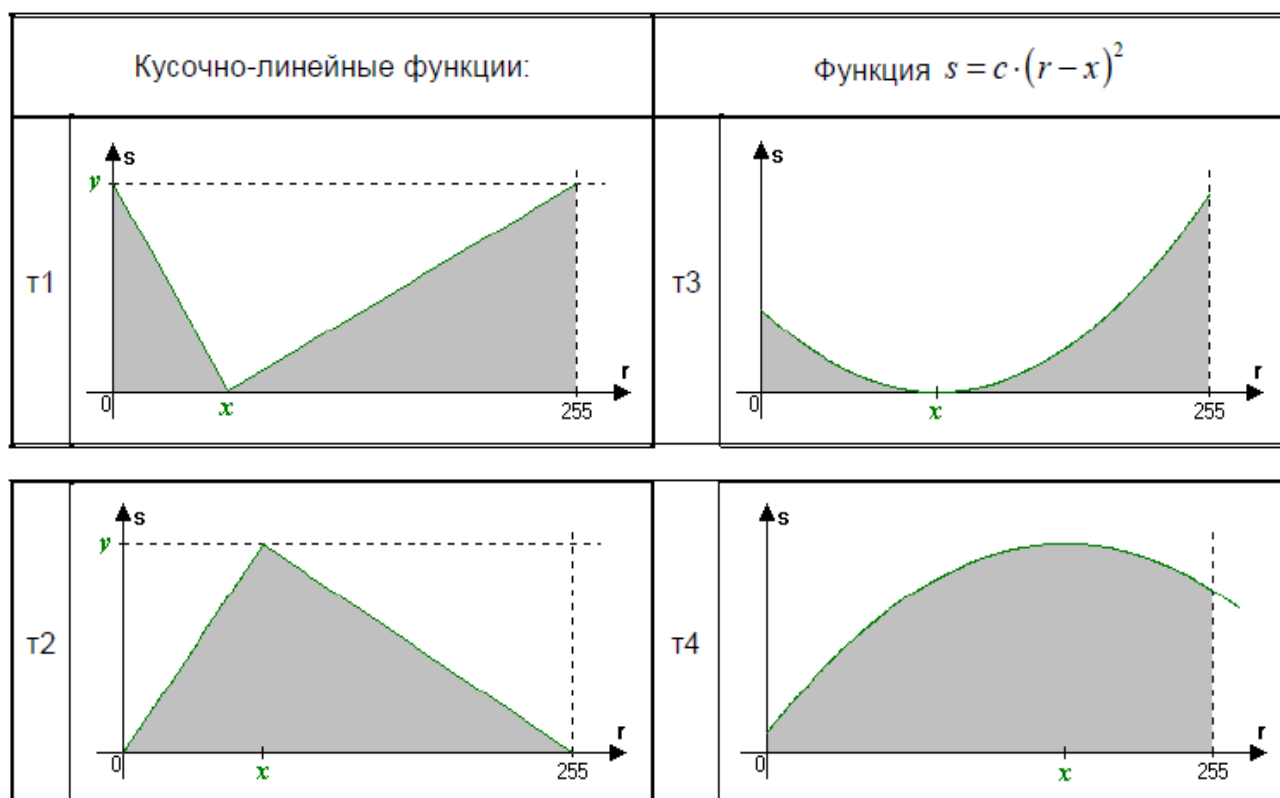 Кусочно-линейные функции:
Функция s = c·(r − x)²
т1
s
y
0
x
255
r
т3
s
0
x
255
r
т2
s
y
0
x
255
r
т4
s
0
x
255
r